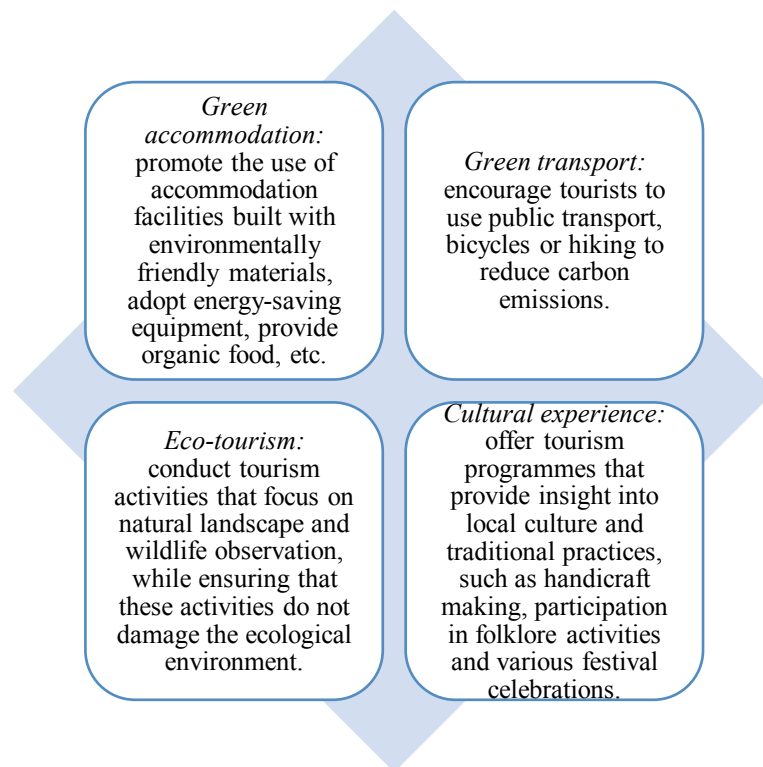 Green
accommodation:
promote the use of
accommodation
facilities built with
environmentally
friendly materials,
adopt energy-saving
equipment, provide
organic food, etc.
Green transport:
encourage tourists to
use public transport,
bicycles or hiking to
reduce carbon
emissions.
Eco-tourism:
conduct tourism
activities that focus on
natural landscape and
wildlife observation,
while ensuring that
these activities do not
damage the ecological
environment.
Cultural experience:
offer tourism
programmes that
provide insight into
local culture and
traditional practices,
such as handicraft
making, participation
in folklore activities
and various festival
celebrations.